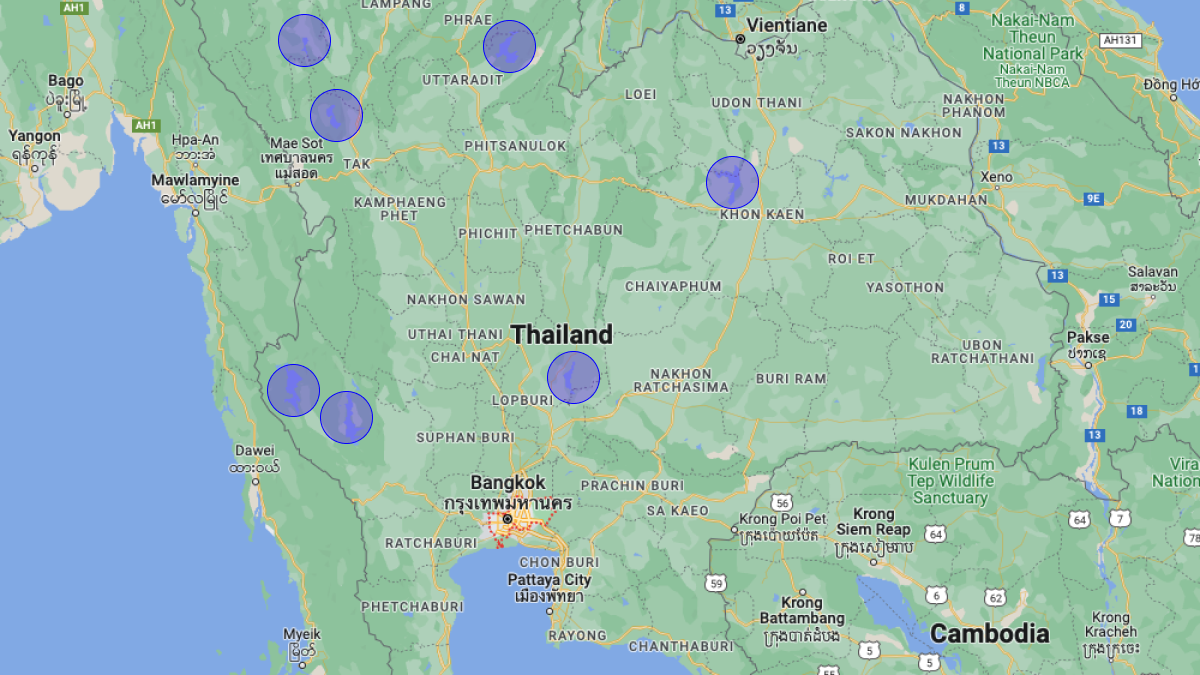 AH1
LAMPANG
PHRAE
13
Vientiane
ວຽງຈັນ
8
Nakai-Nam
Theun
National Park
Nakai-Nam
Theun NBCA
AH131
Bago
ပဲခူးမြို့
UTTARADIT
LOEI
UDON THANI
NAKHON
PHANOM
Đồng Hới
Yangon
ရန်ကုန်
AH1
Hpa-An
ဘားအံ
Mae Sot
เทศบาลนคร
แม่สอด
TAK
PHITSANULOK
SAKON NAKHON
13
Mawlamyine
မော်လမြိုင်
KAMPHAENG
PHET
KHON KAEN
Xeno
MUKDAHAN
9E
PHICHIT
PHETCHABUN
ROI ET
YASOTHON
13
Salavan
ສາລະວັນ
15
NAKHON SAWAN
CHAIYAPHUM
UTHAI THANI
Thailand
CHAI NAT
20
Pakse
ປາກເຊ
UBON
RATCHATHANI
1
NAKHON
RATCHASIMA
BURI RAM
LOPBURI
18
SUPHAN BURI
13
Dawei
ထားဝယ်
Kulen Prum
Tep Wildlife
Sanctuary
Vira
Nation
Bangkok
กรุงเทพมหานคร
PRACHIN BURI
SA KAEO
56
Krong Poi Pet
ក្រុងប៉ោយប៉ែត
Krong
Siem Reap
ក្រុងសៀមរាប
64
64
7
78
RATCHABURI
CHON BURI
Pattaya City
เมืองพัทยา
59
6
62
PHETCHABURI
Krong
Battambang
ក្រុងបាត់ដំបង
Cambodia
Krong
Kracheh
ក្រុងក្រចេះ
Myeik
မြိတ်
RAYONG
CHANTHABURI
5
5
55